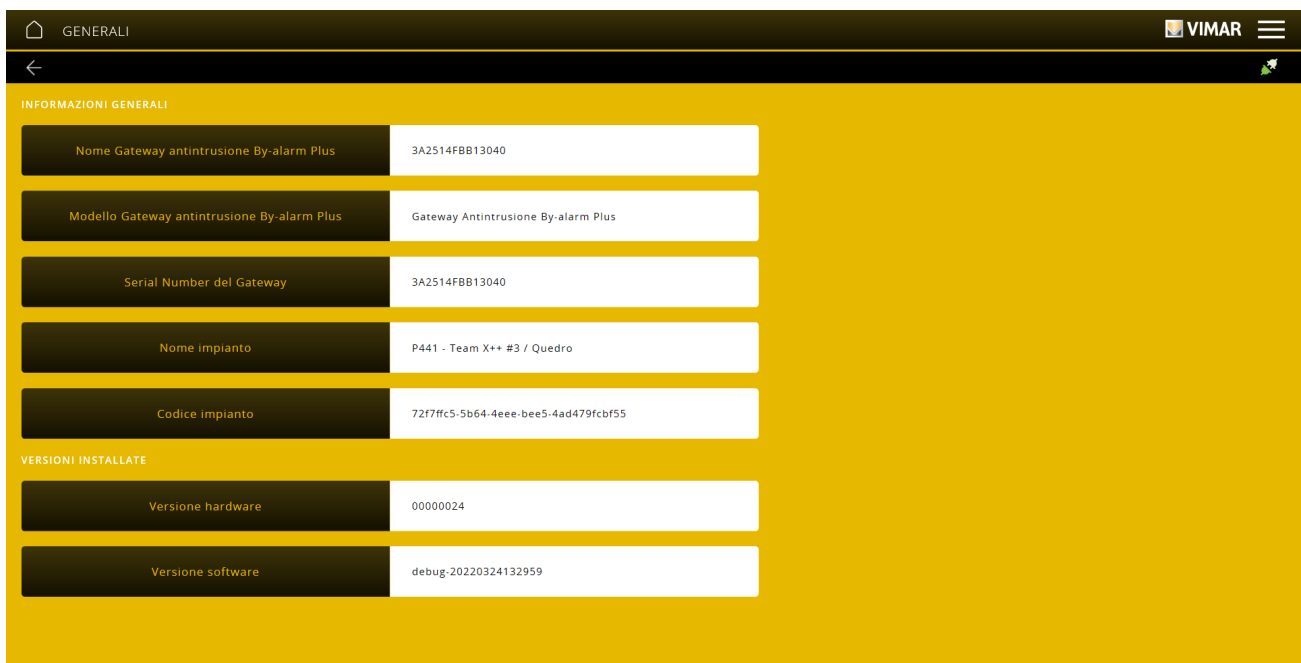 GENERALI
VIMAR
INFORMAZIONI GENERALI
Nome Gateway antintrusione By-alarm Plus 3A2514FBB13040
Modello Gateway antintrusione By-alarm Plus Gateway Antintrusione By-alarm Plus
Serial Number del Gateway 3A2514FBB13040
Nome impianto P441 - Team X++ #3 / Quedro
Codice impianto 72f7ffc5-5b64-4eee-bee5-4ad479fcbf55
VERSIONI INSTALLATE
Versione hardware 00000024
Versione software debug-20220324132959